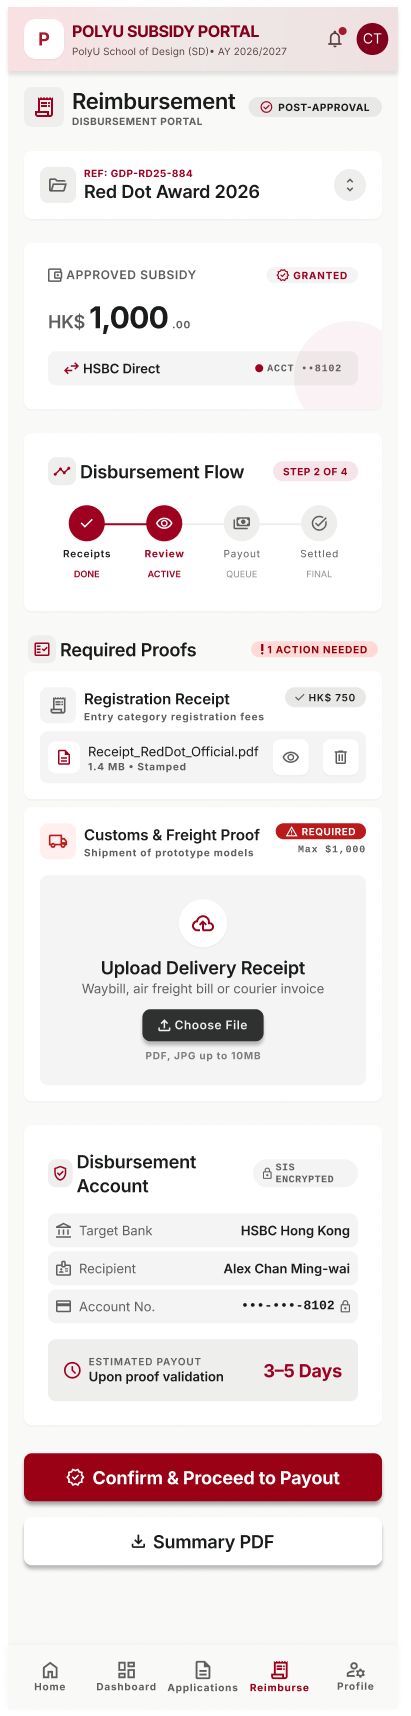 P
POLYU SUBSIDY PORTAL
PolyU School of Design (SD)• AY 2026/2027
CT
Reimbursement
DISBURSEMENT PORTAL
POST-APPROVAL
REF: GDP-RD25-884
Red Dot Award 2026
APPROVED SUBSIDY
GRANTED
HK$ 1,000 .00
HSBC Direct
ACCT ••8102
Disbursement Flow
STEP 2 OF 4
Receipts
Review
Payout
Settled
DONE
ACTIVE
QUEUE
FINAL
Required Proofs
! 1 ACTION NEEDED
Registration Receipt
HK$ 750
Entry category registration fees
Receipt_RedDot_Official.pdf
1.4 MB • Stamped
Customs & Freight Proof
REQUIRED
Shipment of prototype models
Max $1,000
Upload Delivery Receipt
Waybill, air freight bill or courier invoice
Choose File
PDF, JPG up to 10MB
Disbursement
Account
SIS
ENCRYPTED
Target Bank
HSBC Hong Kong
Recipient
Alex Chan Ming-wai
Account No.
•••-•••-8102
ESTIMATED PAYOUT
Upon proof validation
3–5 Days
Confirm & Proceed to Payout
Summary PDF
Home
Dashboard
Applications
Reimburse
Profile